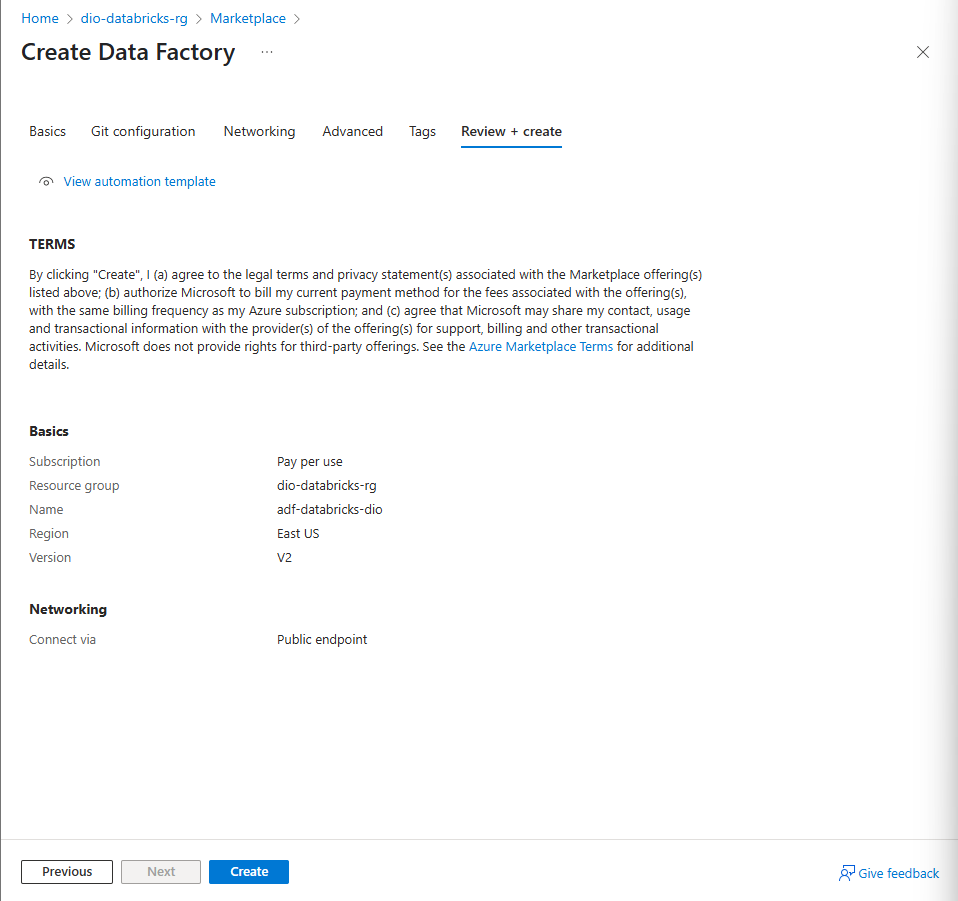 Home > dio-databricks-rg > Marketplace >
Create Data Factory ...
Basics Git configuration Networking Advanced Tags Review + create
View automation template
TERMS
By clicking "Create", I (a) agree to the legal terms and privacy statement(s) associated with the Marketplace offering(s)
listed above; (b) authorize Microsoft to bill my current payment method for the fees associated with the offering(s),
with the same billing frequency as my Azure subscription; and (c) agree that Microsoft may share my contact, usage
and transactional information with the provider(s) of the offering(s) for support, billing and other transactional
activities. Microsoft does not provide rights for third-party offerings. See the Azure Marketplace Terms for additional
details.
Basics
Subscription Pay per use
Resource group dio-databricks-rg
Name adf-databricks-dio
Region East US
Version V2
Networking
Connect via Public endpoint
Previous Next Create Give feedback